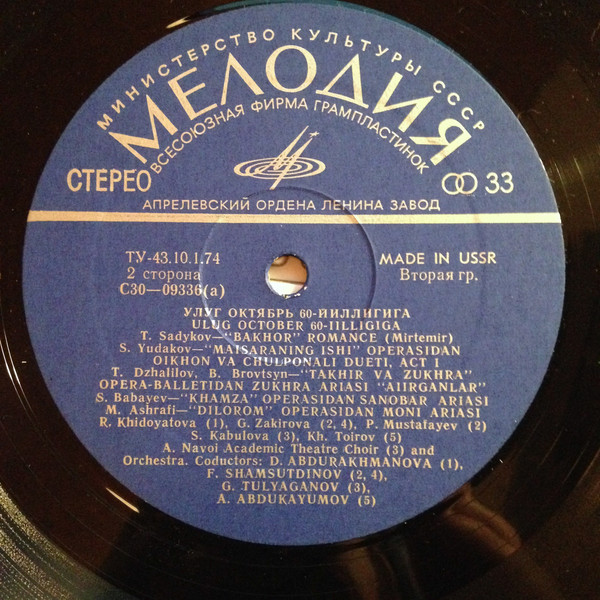 МИНИСТЕРСТВО КУЛЬТУРЫ СССР
МЕЛОДИЯ
ВСЕСОЮЗНАЯ ФИРМА ГРАМПЛАСТИНОК
СТЕРЕО
33
АПРЕЛЕВСКИЙ ОРДЕНА ЛЕНИНА ЗАВОД
ТУ-43.10.1.74
MADE IN USSR
2 сторона
Вторая гр.
С30—09336(а)
УЛУГ ОКТЯБРЬ 60-ЙИЛЛИГИГА
ULUG OCTOBER 60-IILLIGIGA
T. Sadykov—"BAKHOR" ROMANCE (Mirtemir)
S. Yudakov—"MAISARANING ISHI" OPERASIDAN
OIKHON VA CHULPONALI DUETI, ACT I
T. Dzhalilov, B. Brovtsyn—"TAKHIR VA ZUKHRA"
OPERA-BALLETIDAN ZUKHRA ARIASI "AIIRGANLAR"
S. Babayev—"KHAMZA" OPERASIDAN SANOBAR ARIASI
M. Ashrafi—"DILOROM" OPERASIDAN MONI ARIASI
R. Khidoyatova (1), G. Zakirova (2, 4), P. Mustafayev (2)
S. Kabulova (3), Kh. Toirov (5)
A. Navoi Academic Theatre Choir (3) and
Orchestra. Coductors: D. ABDURAKHMANOVA (1),
F. SHAMSUTDINOV (2, 4),
G. TULYAGANOV (3),
A. ABDUKAYUMOV (5)